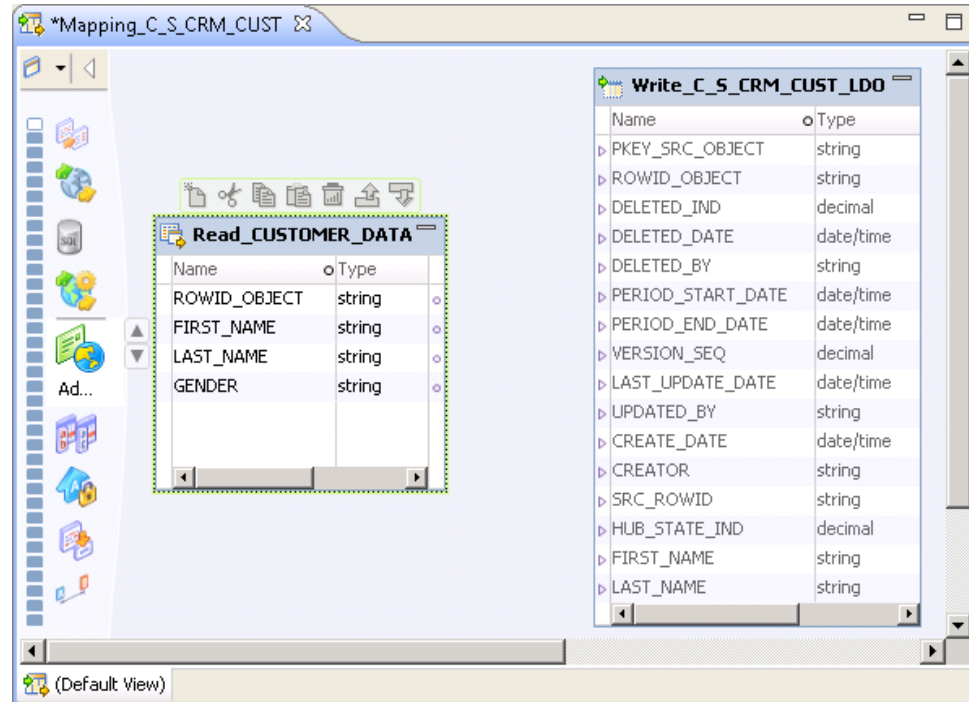 *Mapping_C_S_CRM_CUST
Write_C_S_CRM_CUST_LDO
Name Type
PKEY_SRC_OBJECT string
ROWID_OBJECT string
DELETED_IND decimal
DELETED_DATE date/time
DELETED_BY string
PERIOD_START_DATE date/time
PERIOD_END_DATE date/time
VERSION_SEQ decimal
LAST_UPDATE_DATE date/time
UPDATED_BY string
CREATE_DATE date/time
CREATOR string
SRC_ROWID string
HUB_STATE_IND decimal
FIRST_NAME string
LAST_NAME string
Read_CUSTOMER_DATA
Name Type
ROWID_OBJECT string
FIRST_NAME string
LAST_NAME string
GENDER string
SQL
Ad...
(Default View)